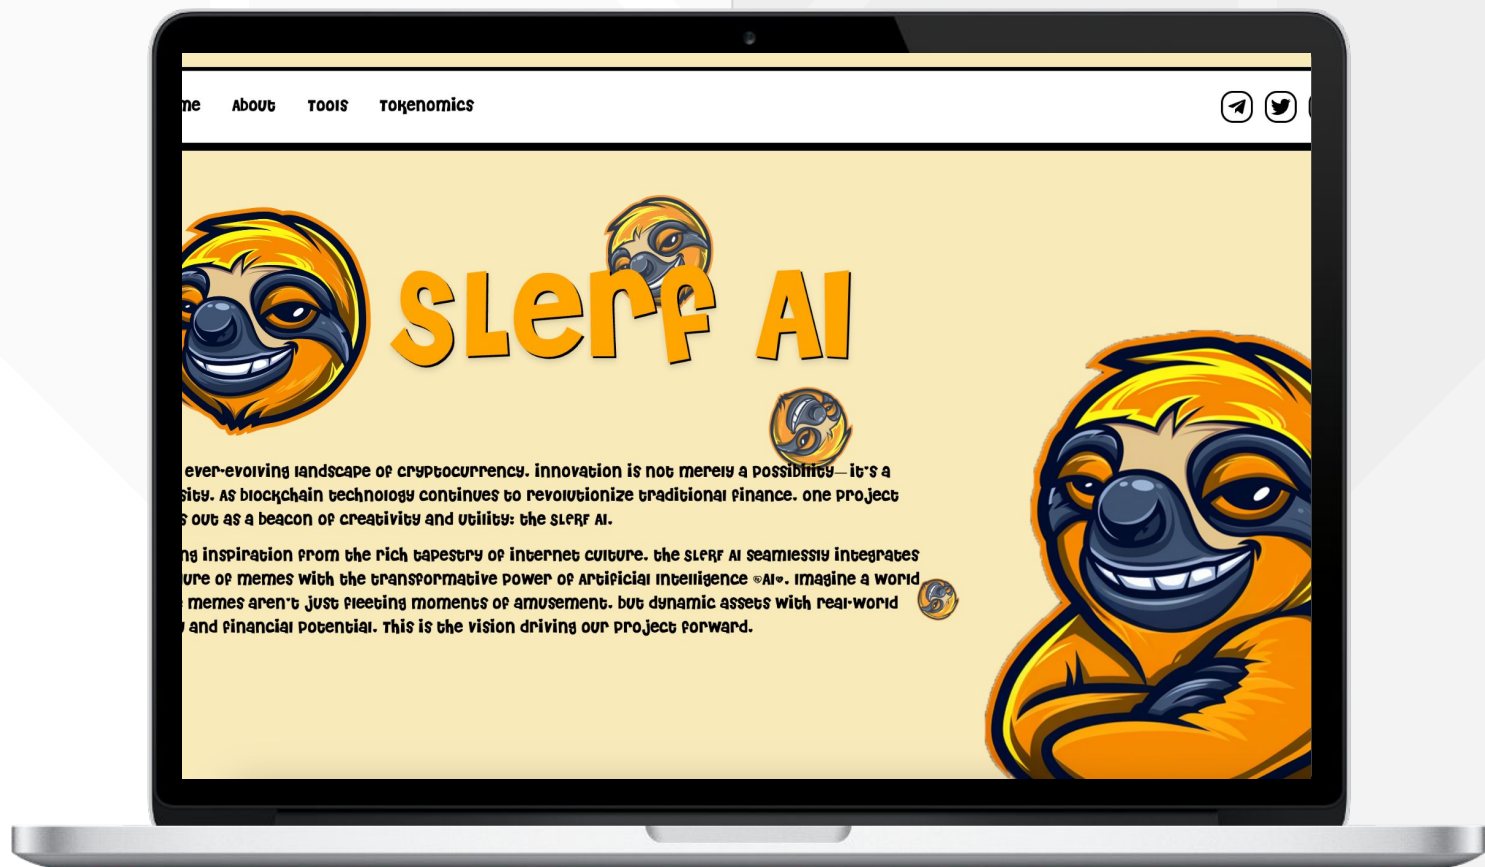 me About Tools Tokenomics
Slerf AI
ever-evolving landscape of cryptocurrency, innovation is not merely a possibility—it's a
sity. As blockchain technology continues to revolutionize traditional finance, one project
s out as a beacon of creativity and utility: the SLERF AI.
ng inspiration from the rich tapestry of internet culture, the SLERF AI seamlessly integrates
ure of memes with the transformative power of Artificial Intelligence (AI). Imagine a world
memes aren't just fleeting moments of amusement, but dynamic assets with real-world
y and financial potential. This is the vision driving our project forward.